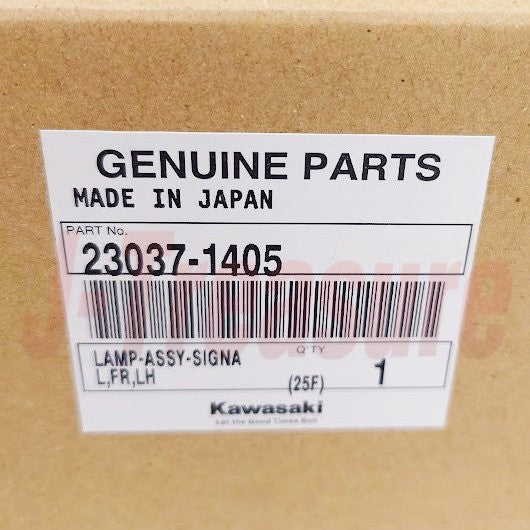 GENUINE PARTS
MADE IN JAPAN
PART No.
23037-1405
LAMP-ASSY-SIGNA
L,FR,LH
(25F)
Q'TY
1
Kawasaki
Let the Good Times Roll